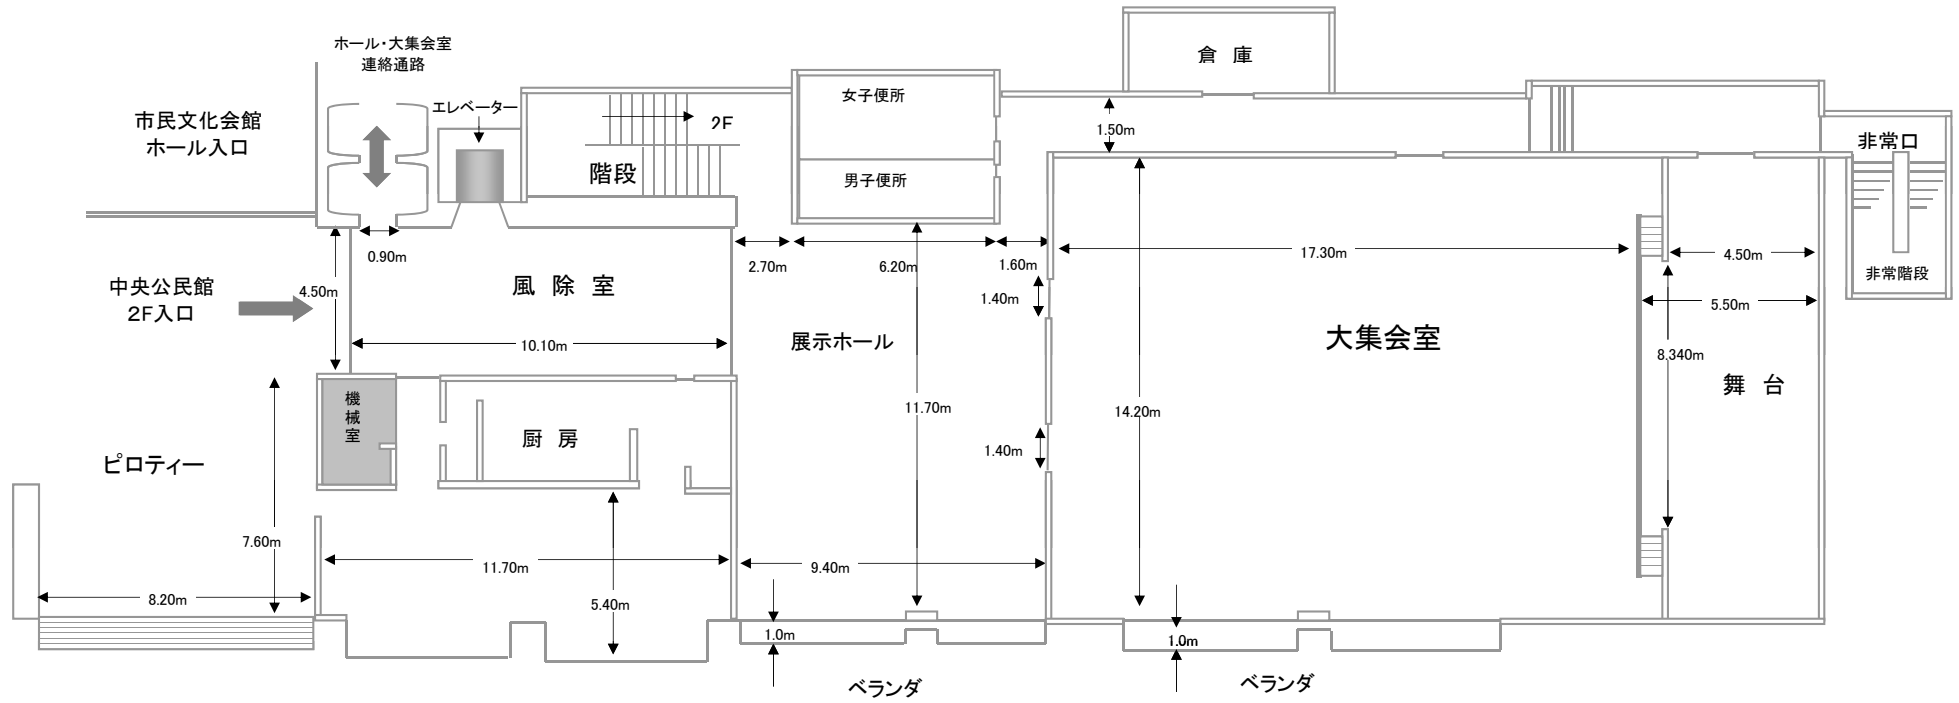 ホール・大集会室
連絡通路
市民文化会館
ホール入口
エレベーター
2F
階段
女子便所
男子便所
倉 庫
1.50m
非常口
非常階段
0.90m
4.50m
中央公民館
2F入口
風 除 室
10.10m
2.70m
6.20m
1.60m
1.40m
展示ホール
11.70m
1.40m
17.30m
大集会室
14.20m
4.50m
5.50m
8.340m
舞 台
機械室
厨 房
ピロティー
7.60m
8.20m
11.70m
5.40m
9.40m
1.0m
ベランダ
1.0m
ベランダ